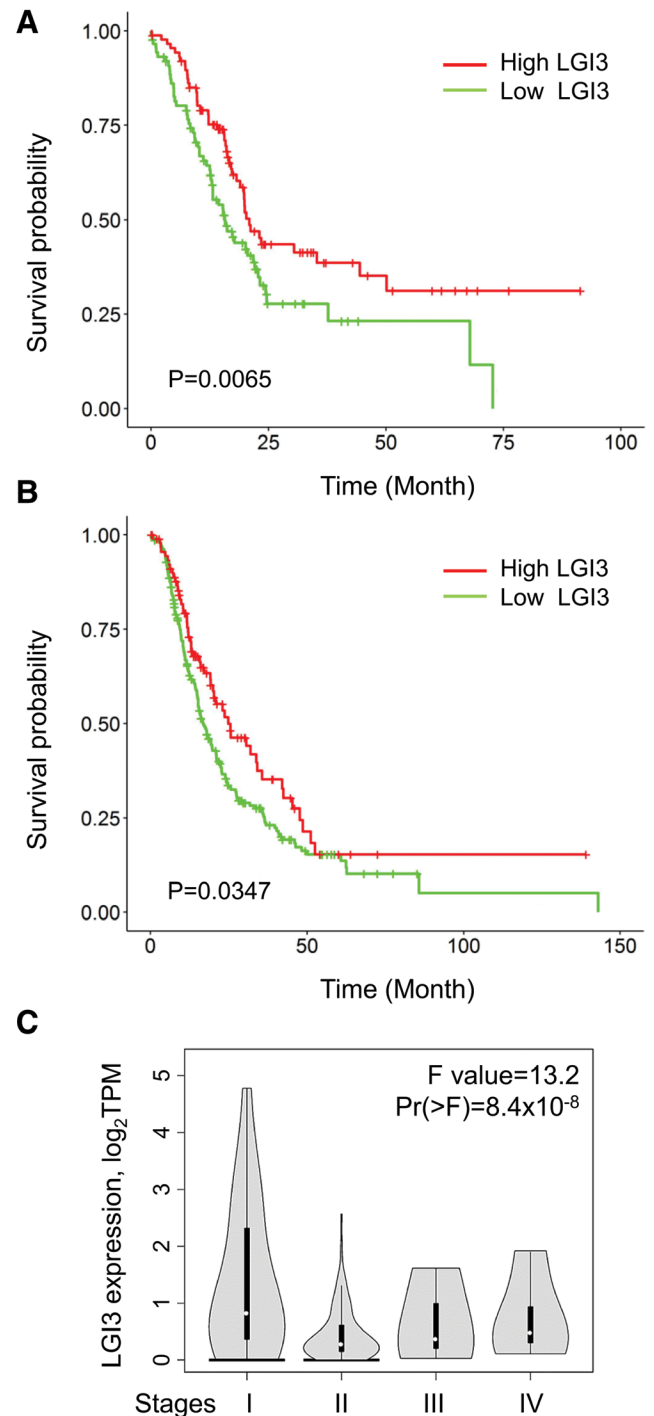 A
1.00
0.75
0.50
0.25
0.00
Survival probability
High LGI3
Low LGI3
P=0.0065
0 25 50 75 100
Time (Month)
B
1.00
0.75
0.50
0.25
0.00
Survival probability
High LGI3
Low LGI3
P=0.0347
0 50 100 150
Time (Month)
C
5
4
3
2
1
0
LGI3 expression, log₂TPM
F value=13.2
Pr(>F)=8.4x10⁻⁸
Stages I II III IV